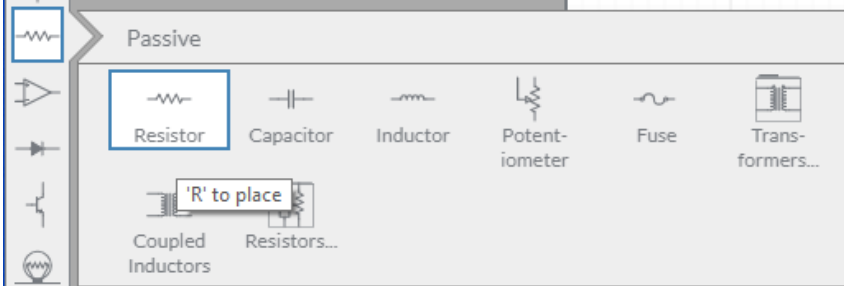 Passive
Resistor
Capacitor
Inductor
Potent-
iometer
Fuse
Trans-
formers...
'R' to place
Coupled
Inductors
Resistors...